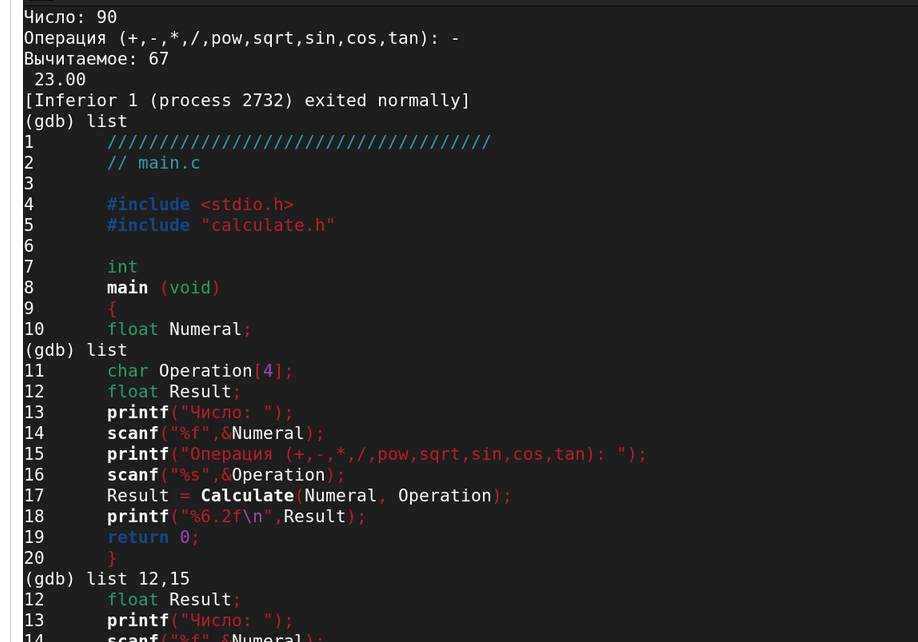 Число: 90
Операция (+,-,*,/,pow,sqrt,sin,cos,tan): -
Вычитаемое: 67
 23.00
[Inferior 1 (process 2732) exited normally]
(gdb) list
1       /////////////////////////////////////
2       // main.c
3
4       #include <stdio.h>
5       #include "calculate.h"
6
7       int
8       main (void)
9       {
10      float Numeral;
(gdb) list
11      char Operation[4];
12      float Result;
13      printf("Число: ");
14      scanf("%f",&Numeral);
15      printf("Операция (+,-,*,/,pow,sqrt,sin,cos,tan): ");
16      scanf("%s",&Operation);
17      Result = Calculate(Numeral, Operation);
18      printf("%6.2f\n",Result);
19      return 0;
20      }
(gdb) list 12,15
12      float Result;
13      printf("Число: ");
14      scanf("%f",&Numeral);